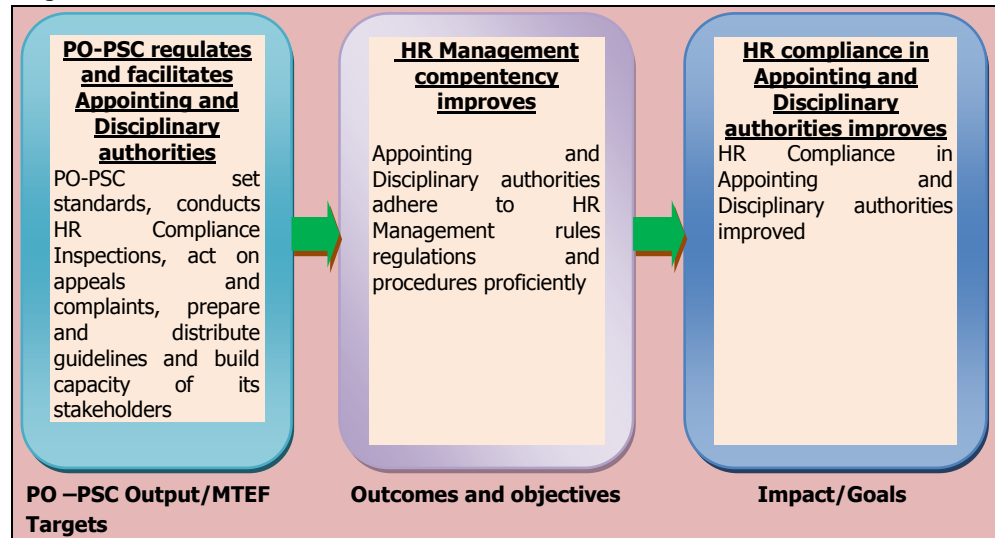 PO-PSC regulates
and facilitates
Appointing and
Disciplinary
authorities
PO-PSC set
standards, conducts
HR Compliance
Inspections, act on
appeals and
complaints, prepare
and distribute
guidelines and build
capacity of its
stakeholders
HR Management
compentency
improves
Appointing and
Disciplinary authorities
adhere to HR
Management rules
regulations and
procedures proficiently
HR compliance in
Appointing and
Disciplinary
authorities improves
HR Compliance in
Appointing and
Disciplinary authorities
improved
PO –PSC Output/MTEF
Targets
Outcomes and objectives
Impact/Goals